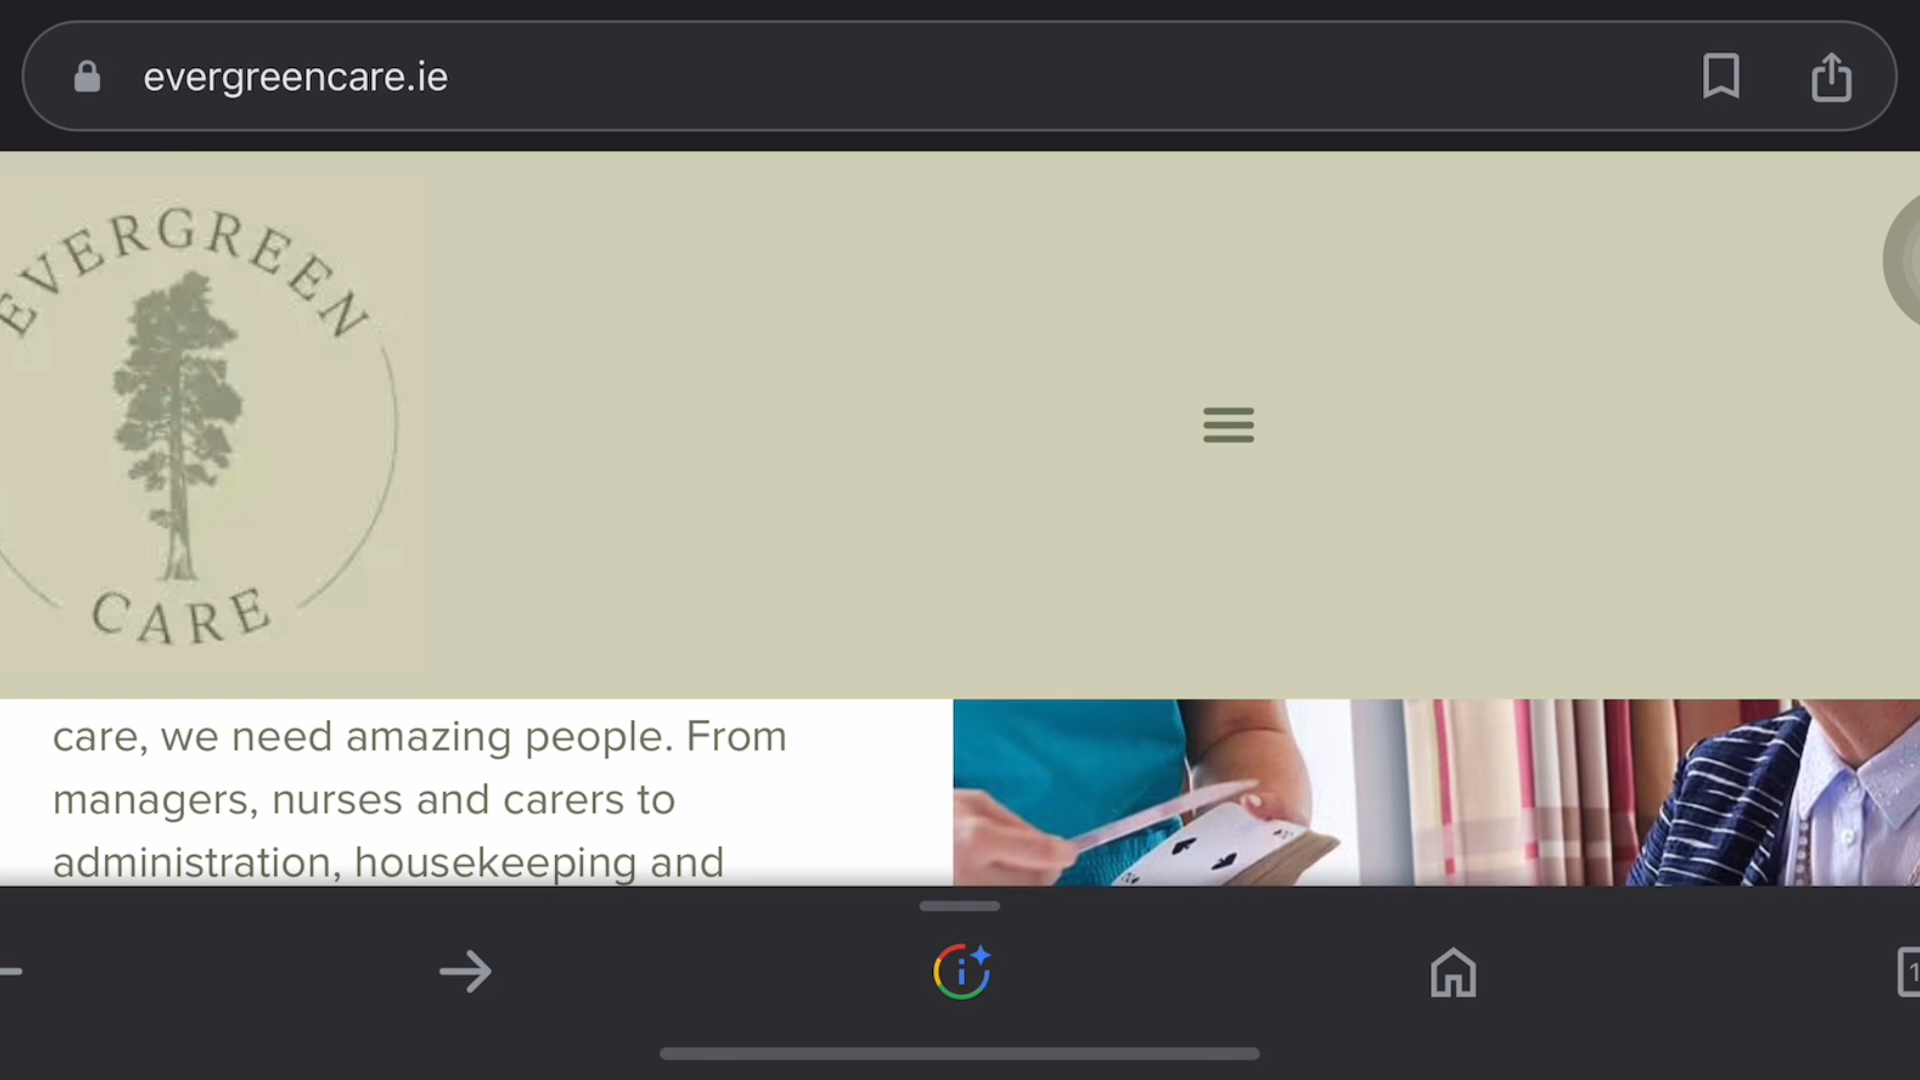 evergreencare.ie
EVERGREEN
CARE
care, we need amazing people. From
managers, nurses and carers to
administration, housekeeping and